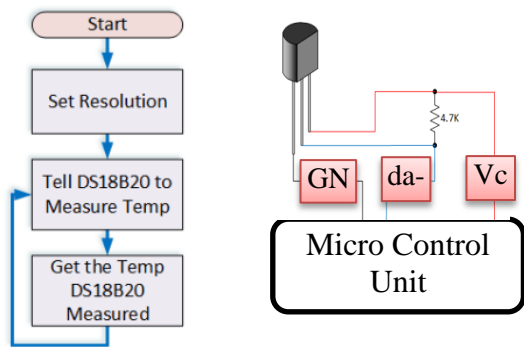 Start
Set Resolution
Tell DS18B20 to
Measure Temp
Get the Temp
DS18B20
Measured
4.7K
GN
da-
Vc
Micro Control
Unit